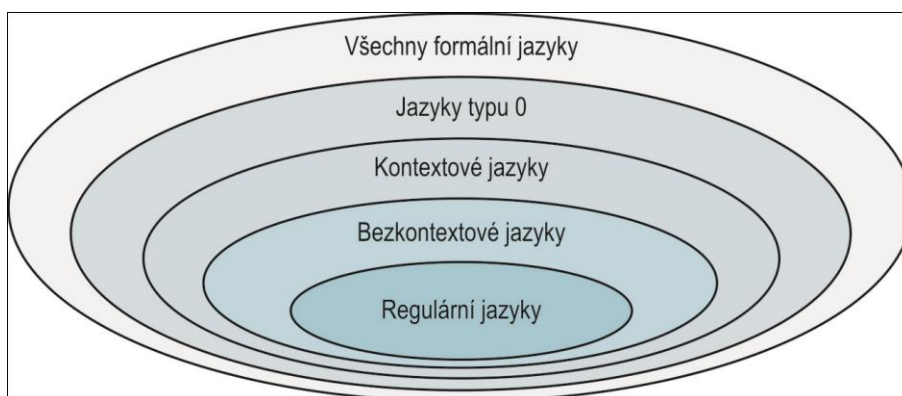 Všechny formální jazyky
Jazyky typu 0
Kontextové jazyky
Bezkontextové jazyky
Regulární jazyky